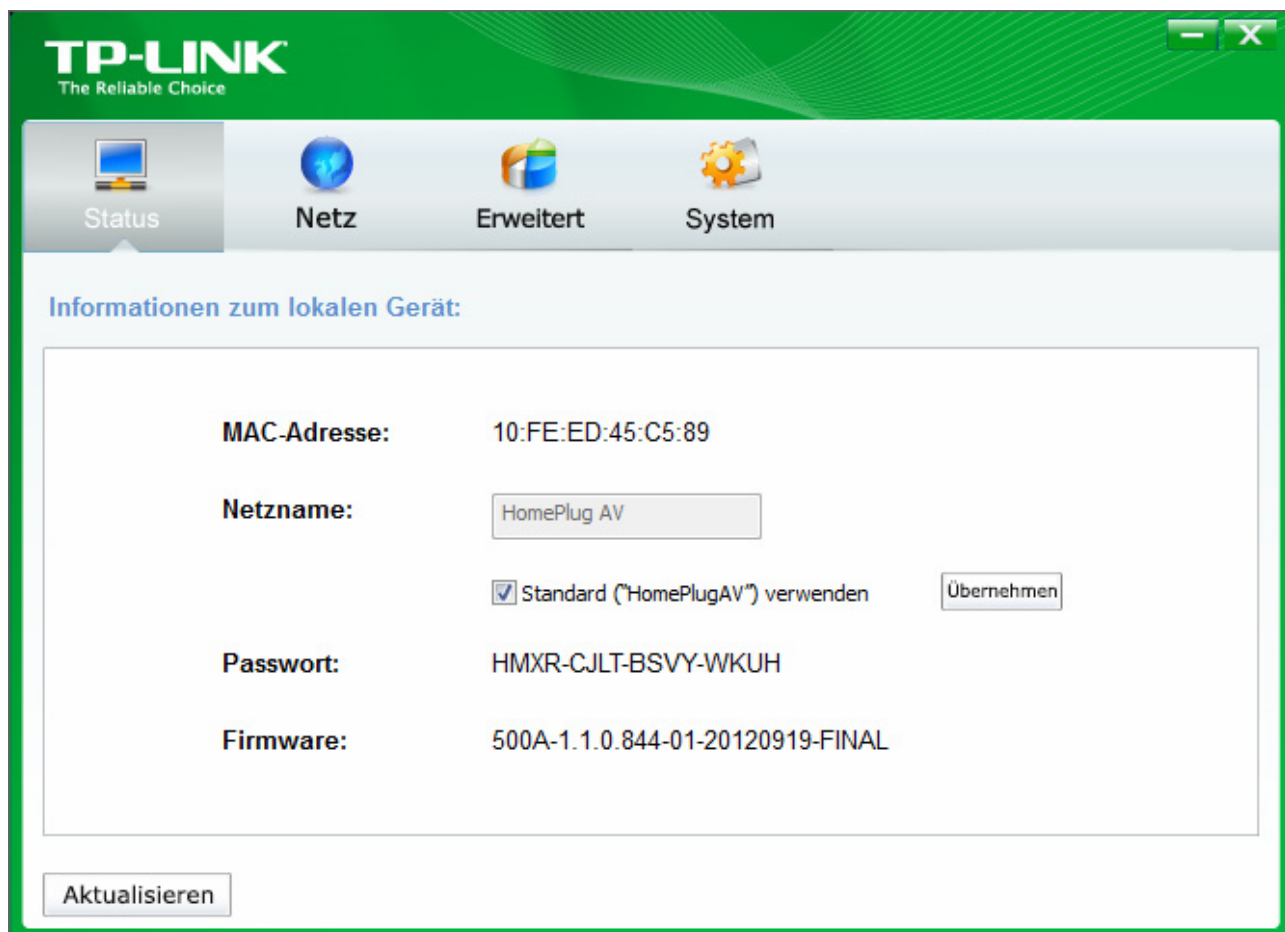 TP-LINK
The Reliable Choice
Status Netz Erweitert System
Informationen zum lokalen Gerät:
MAC-Adresse: 10:FE:ED:45:C5:89
Netzname: HomePlug AV
Standard ("HomePlugAV") verwenden Übernehmen
Passwort: HMXR-CJLT-BSVY-WKUH
Firmware: 500A-1.1.0.844-01-20120919-FINAL
Aktualisieren